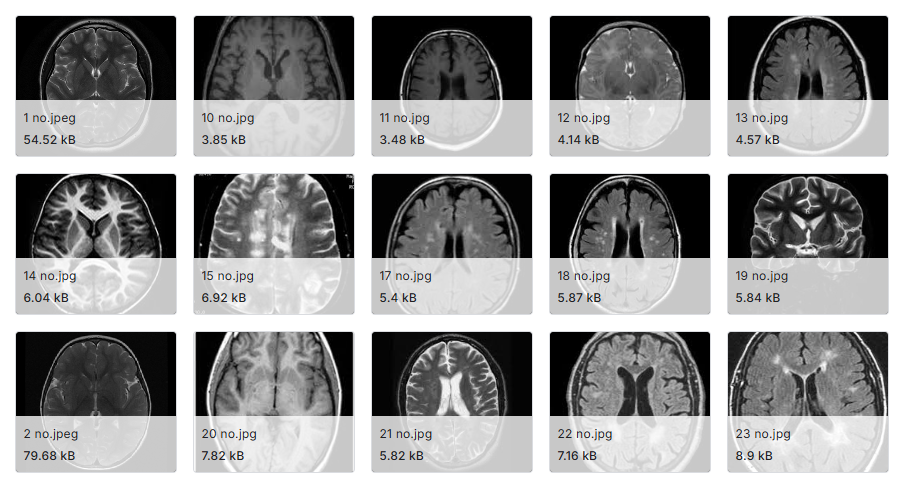 1 no.jpeg
54.52 kB
10 no.jpg
3.85 kB
11 no.jpg
3.48 kB
12 no.jpg
4.14 kB
13 no.jpg
4.57 kB
14 no.jpg
6.04 kB
15 no.jpg
6.92 kB
17 no.jpg
5.4 kB
18 no.jpg
5.87 kB
19 no.jpg
5.84 kB
2 no.jpeg
79.68 kB
20 no.jpg
7.82 kB
21 no.jpg
5.82 kB
22 no.jpg
7.16 kB
23 no.jpg
8.9 kB